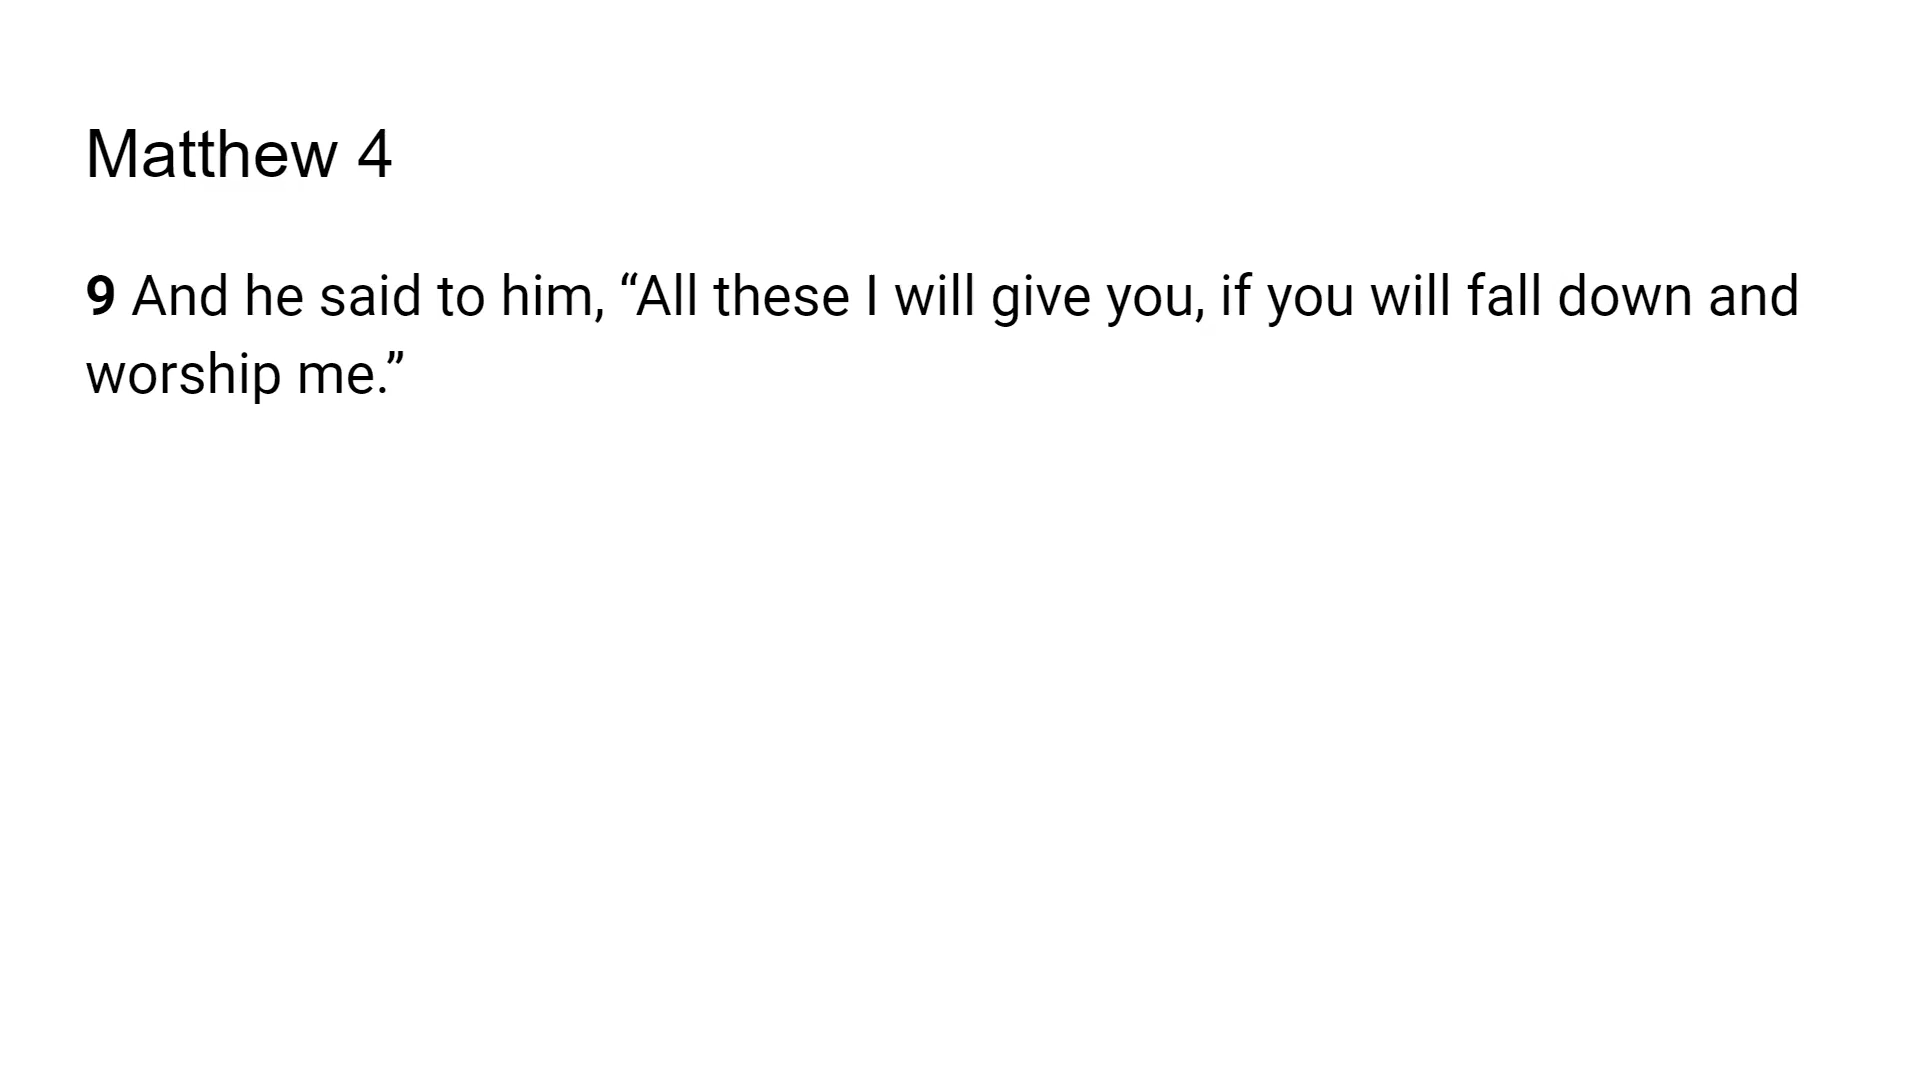 Matthew 4
9 And he said to him, “All these I will give you, if you will fall down and
worship me.”